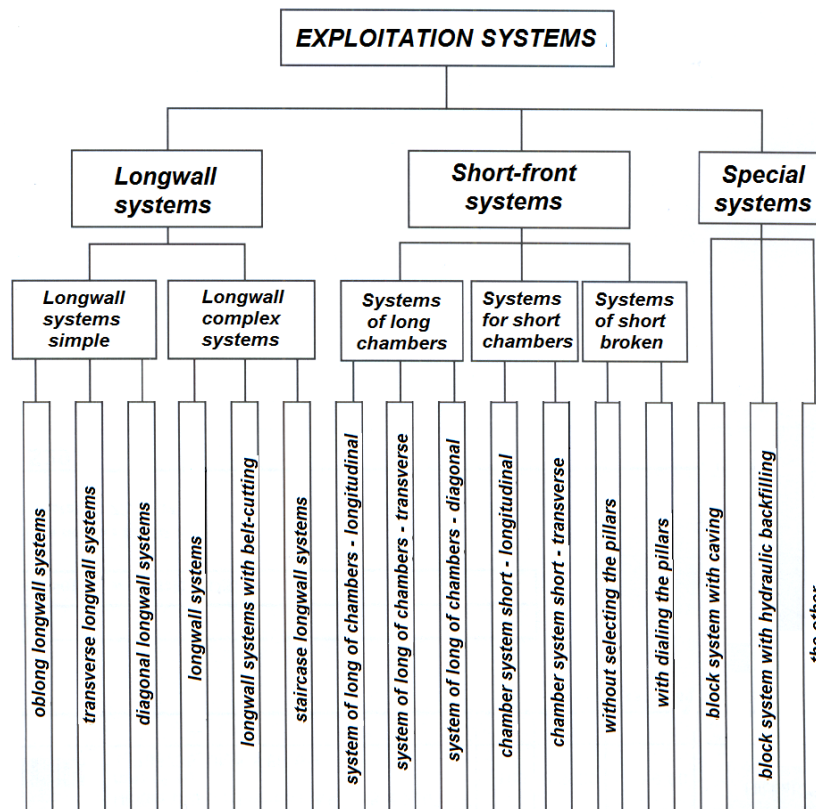 EXPLOITATION SYSTEMS
Longwall
systems
Short-front
systems
Special
systems
Longwall
systems
simple
Longwall
complex
systems
Systems
of long
chambers
Systems
for short
chambers
Systems
of short
broken
oblong longwall systems
transverse longwall systems
diagonal longwall systems
longwall systems
longwall systems with belt-cutting
staircase longwall systems
system of long of chambers - longitudinal
system of long of chambers - transverse
system of long of chambers - diagonal
chamber system short - longitudinal
chamber system short - transverse
without selecting the pillars
with dialing the pillars
block system with caving
block system with hydraulic backfilling
the other